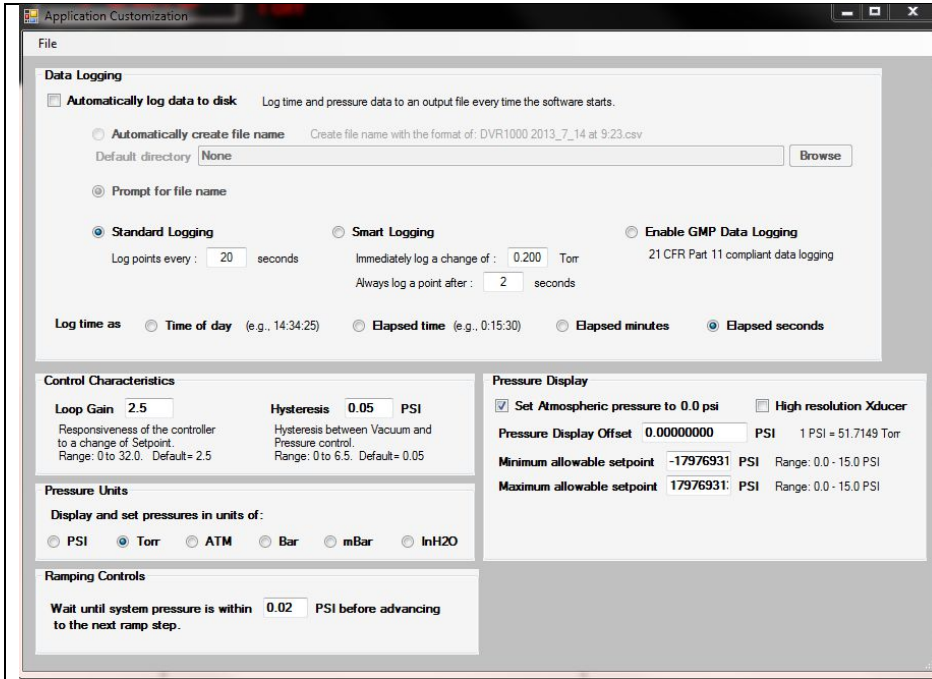 Application Customization
File
Data Logging
Automatically log data to disk Log time and pressure data to an output file every time the software starts.
Automatically create file name Create file name with the format of: DVR1000 2013_7_14 at 9:23.csv
Default directory None Browse
Prompt for file name
Standard Logging Smart Logging Enable GMP Data Logging
Log points every : 20 seconds Immediately log a change of : 0.200 Torr 21 CFR Part 11 compliant data logging
Always log a point after : 2 seconds
Log time as Time of day (e.g., 14:34:25) Elapsed time (e.g., 0:15:30) Elapsed minutes Elapsed seconds
Control Characteristics
Loop Gain 2.5 Hysteresis 0.05 PSI
Responsiveness of the controller
to a change of Setpoint.
Range: 0 to 32.0. Default= 2.5
Hysteresis between Vacuum and
Pressure control.
Range: 0 to 6.5. Default= 0.05
Pressure Display
Set Atmospheric pressure to 0.0 psi High resolution Xducer
Pressure Display Offset 0.00000000 PSI 1 PSI = 51.7149 Torr
Minimum allowable setpoint -17976931 PSI Range: 0.0 - 15.0 PSI
Maximum allowable setpoint 17976931 PSI Range: 0.0 - 15.0 PSI
Pressure Units
Display and set pressures in units of:
PSI Torr ATM Bar mBar InH2O
Ramping Controls
Wait until system pressure is within 0.02 PSI before advancing
to the next ramp step.